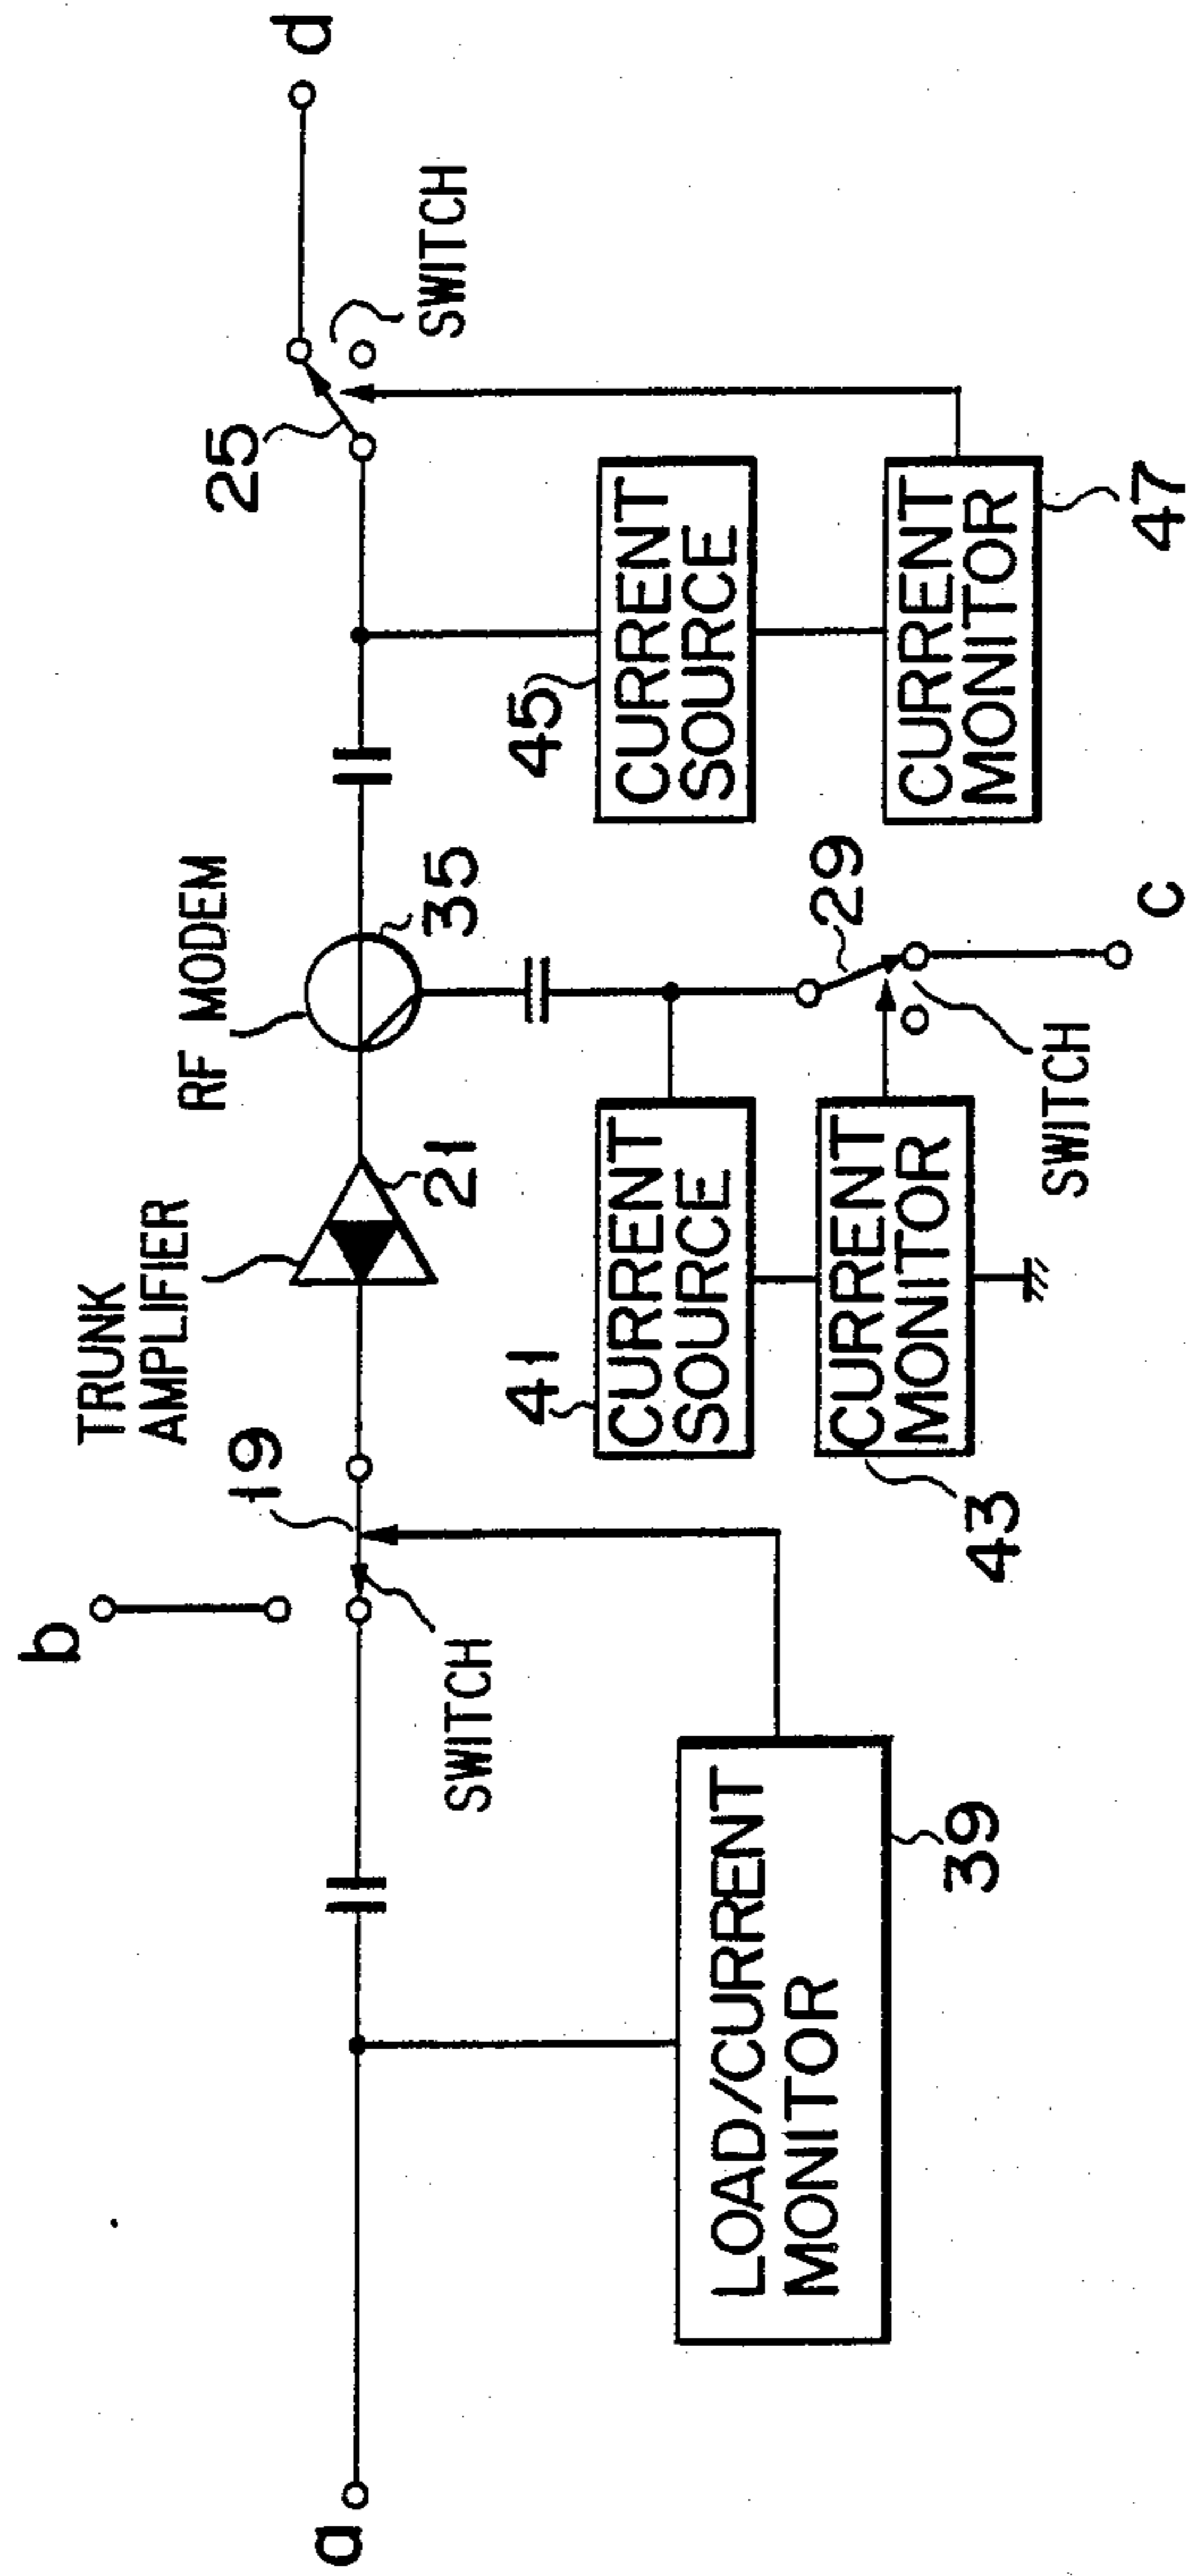 a
b
19
SWITCH
LOAD/CURRENT
MONITOR
39
TRUNK
AMPLIFIER
21
RF MODEM
35
41
CURRENT
SOURCE
CURRENT
MONITOR
43
29
SWITCH
c
45
CURRENT
SOURCE
CURRENT
MONITOR
47
25
SWITCH
d